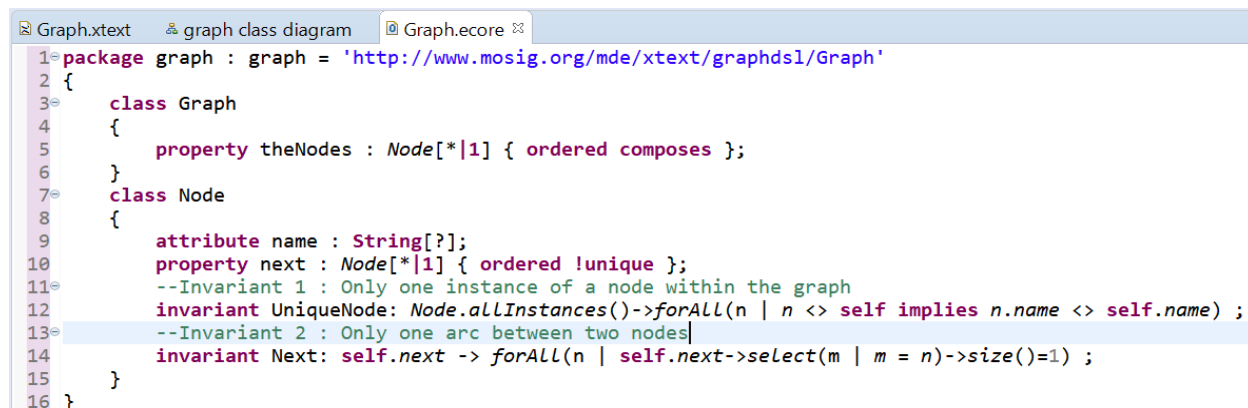 Graph.xtext graph class diagram Graph.ecore
1 package graph : graph = 'http://www.mosig.org/mde/xtext/graphdsl/Graph'
2 {
3 class Graph
4 {
5 property theNodes : Node[*|1] { ordered composes };
6 }
7 class Node
8 {
9 attribute name : String[?];
10 property next : Node[*|1] { ordered !unique };
11 --Invariant 1 : Only one instance of a node within the graph
12 invariant UniqueNode: Node.allInstances()->forAll(n | n <> self implies n.name <> self.name) ;
13 --Invariant 2 : Only one arc between two nodes
14 invariant Next: self.next -> forAll(n | self.next->select(m | m = n)->size()=1) ;
15 }
16 }